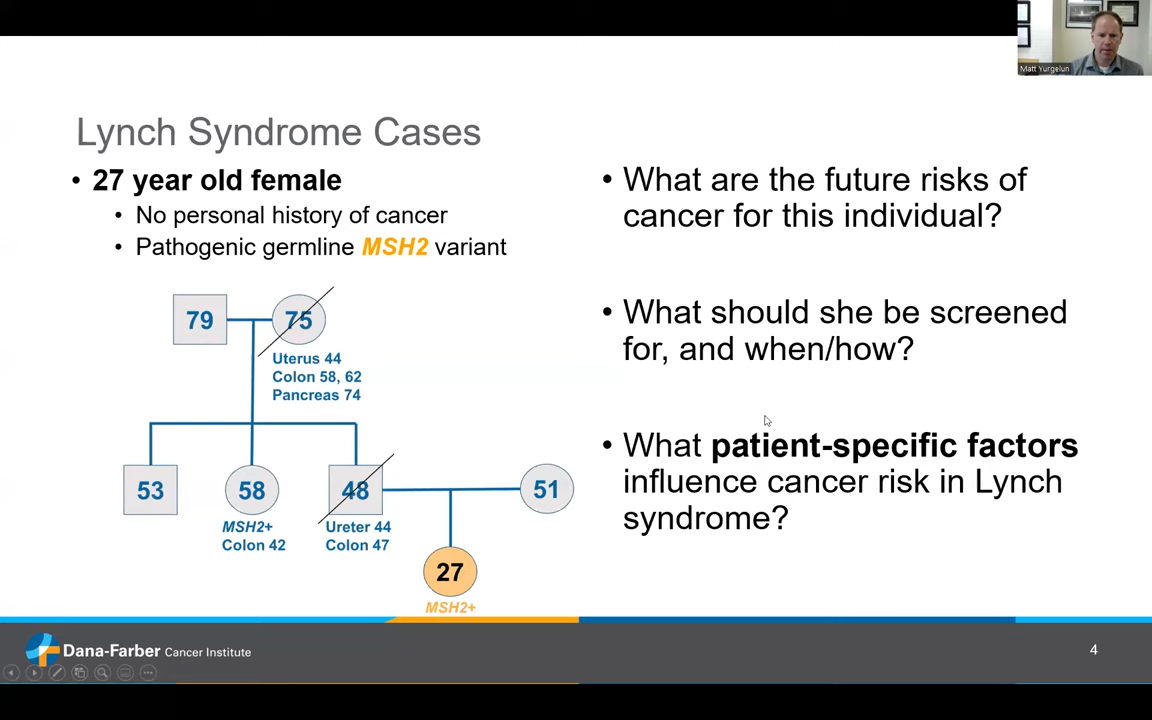 Matt Yurgelun
Lynch Syndrome Cases
• 27 year old female
• No personal history of cancer
• Pathogenic germline MSH2 variant
79
75
Uterus 44
Colon 58, 62
Pancreas 74
53
58
48
51
MSH2+
Colon 42
Ureter 44
Colon 47
27
MSH2+
• What are the future risks of
cancer for this individual?
• What should she be screened
for, and when/how?
• What patient-specific factors
influence cancer risk in Lynch
syndrome?
Dana-Farber Cancer Institute
4